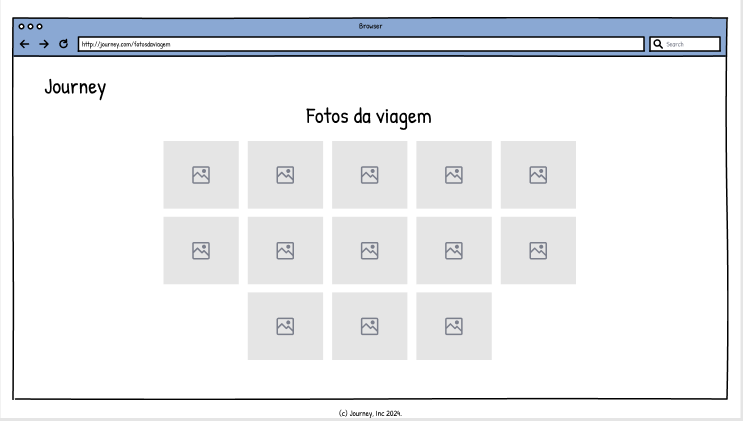 Browser
http://journey.com/fotosdaviagem
Search
Journey
Fotos da viagem
(c) Journey, Inc 2024.